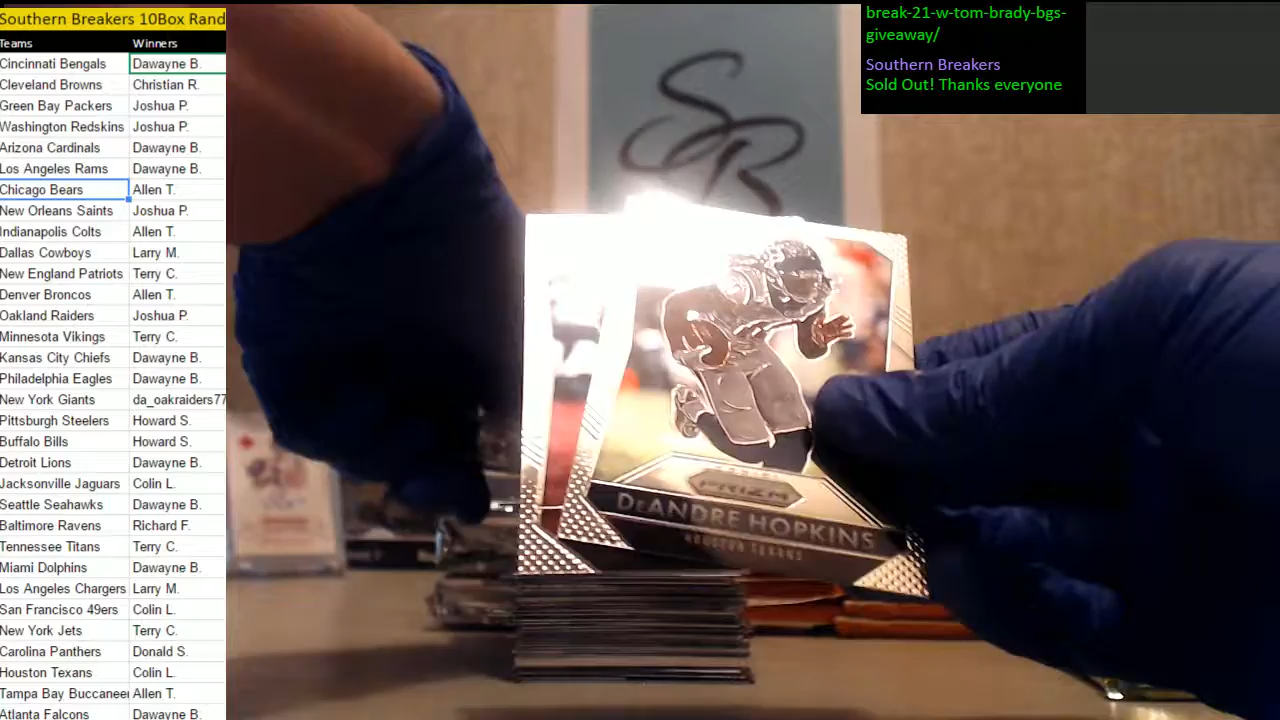 Southern Breakers 10Box Rand
Teams Winners
Cincinnati Bengals Dawayne B.
Cleveland Browns Christian R.
Green Bay Packers Joshua P.
Washington Redskins Joshua P.
Arizona Cardinals Dawayne B.
Los Angeles Rams Dawayne B.
Chicago Bears Allen T.
New Orleans Saints Joshua P.
Indianapolis Colts Allen T.
Dallas Cowboys Larry M.
New England Patriots Terry C.
Denver Broncos Allen T.
Oakland Raiders Joshua P.
Minnesota Vikings Terry C.
Kansas City Chiefs Dawayne B.
Philadelphia Eagles Dawayne B.
New York Giants da_oakraiders77
Pittsburgh Steelers Howard S.
Buffalo Bills Howard S.
Detroit Lions Dawayne B.
Jacksonville Jaguars Colin L.
Seattle Seahawks Dawayne B.
Baltimore Ravens Richard F.
Tennessee Titans Terry C.
Miami Dolphins Dawayne B.
Los Angeles Chargers Larry M.
San Francisco 49ers Colin L.
New York Jets Terry C.
Carolina Panthers Donald S.
Houston Texans Colin L.
Tampa Bay Buccaneer Allen T.
Atlanta Falcons Dawayne B.
break-21-w-tom-brady-bgs-
giveaway/
Southern Breakers
Sold Out! Thanks everyone
SB
PRIZM
DeANDRE HOPKINS
HOUSTON TEXANS